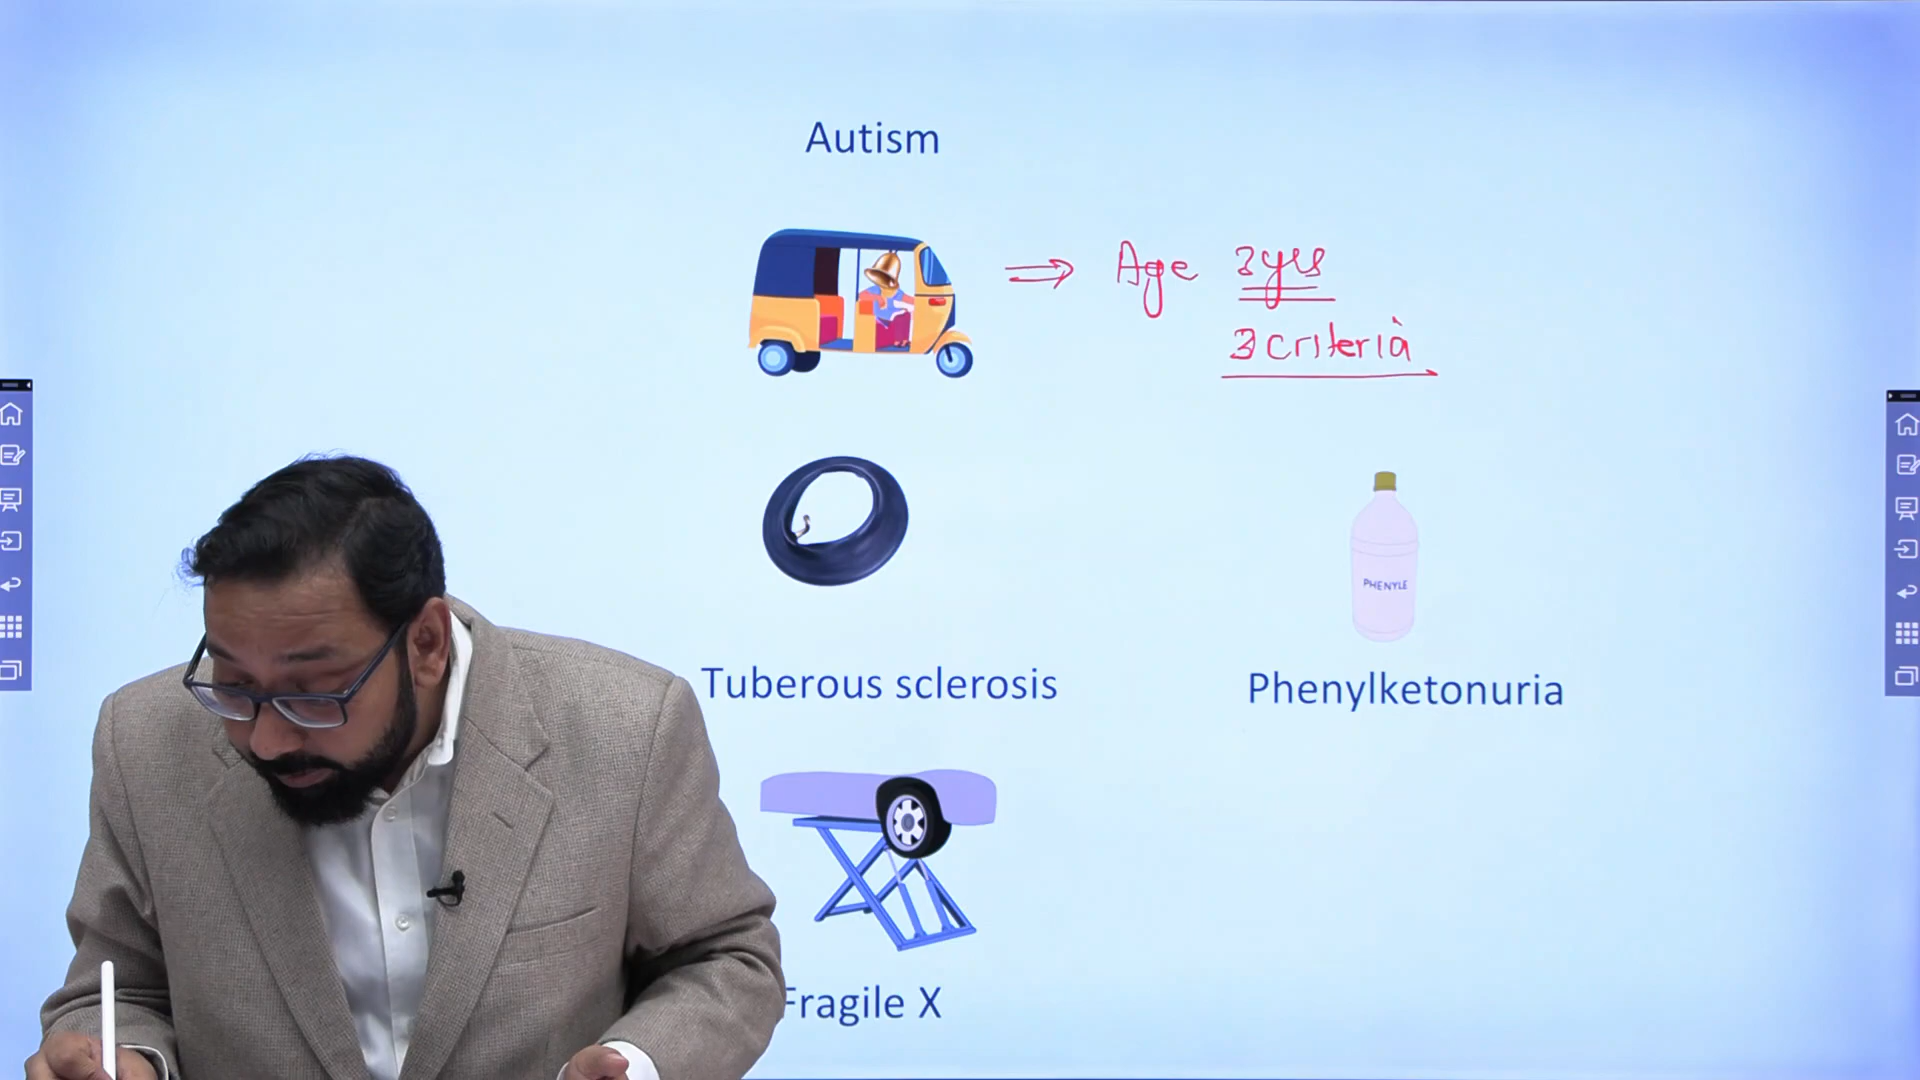 Autism
Age 3yrs
3 criteria
PHENYLE
Tuberous sclerosis
Phenylketonuria
Fragile X